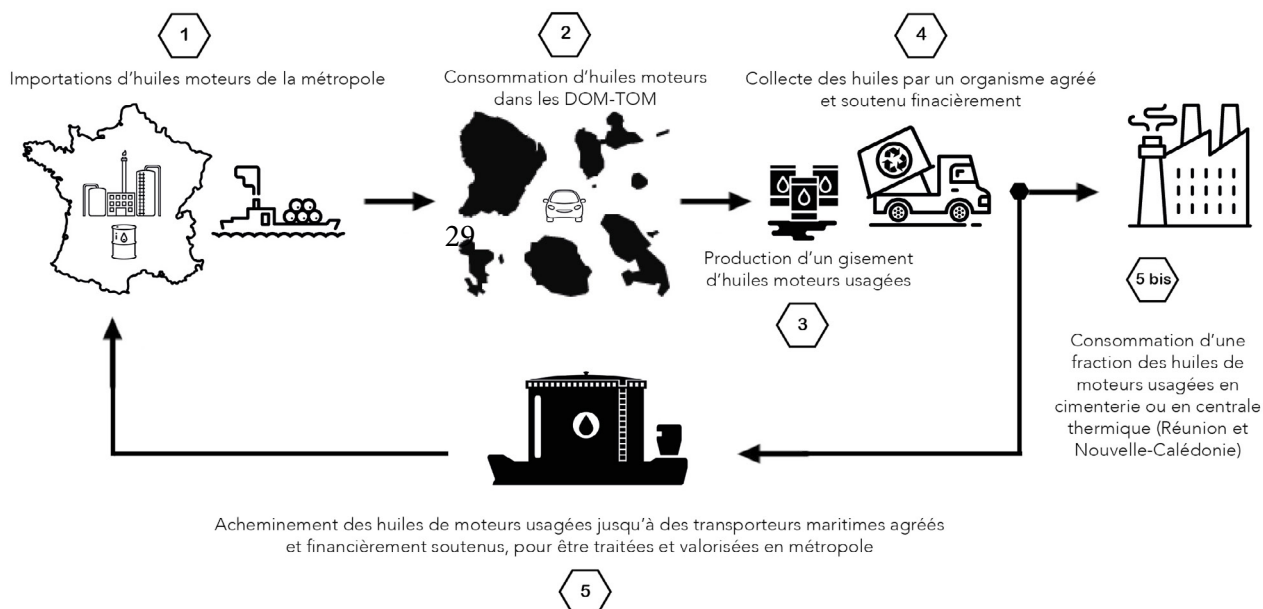 1
Importations d'huiles moteurs de la métropole
2
Consommation d'huiles moteurs
dans les DOM-TOM
29
Production d'un gisement
d'huiles moteurs usagées
3
4
Collecte des huiles par un organisme agréé
et soutenu finacièrement
5 bis
Consommation d'une
fraction des huiles de
moteurs usagées en
cimenterie ou en centrale
thermique (Réunion et
Nouvelle-Calédonie)
Acheminement des huiles de moteurs usagées jusqu'à des transporteurs maritimes agréés
et financièrement soutenus, pour être traitées et valorisées en métropole
5